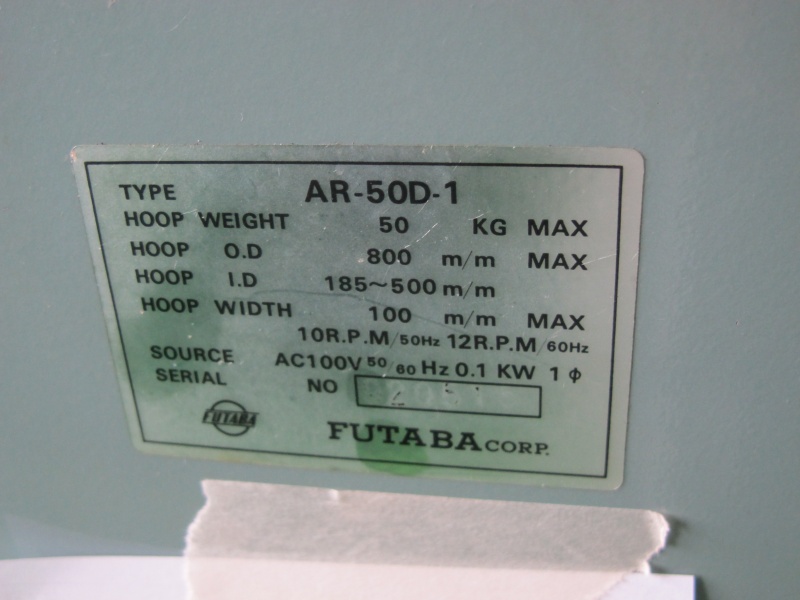 TYPE AR-50D-1
HOOP WEIGHT 50 KG MAX
HOOP O.D 800 m/m MAX
HOOP I.D 185~500 m/m
HOOP WIDTH 100 m/m MAX
10R.P.M/50Hz 12R.P.M/60Hz
SOURCE AC100V 50/60 Hz 0.1 KW 1 ϕ
SERIAL NO
FUTABA FUTABA CORP.